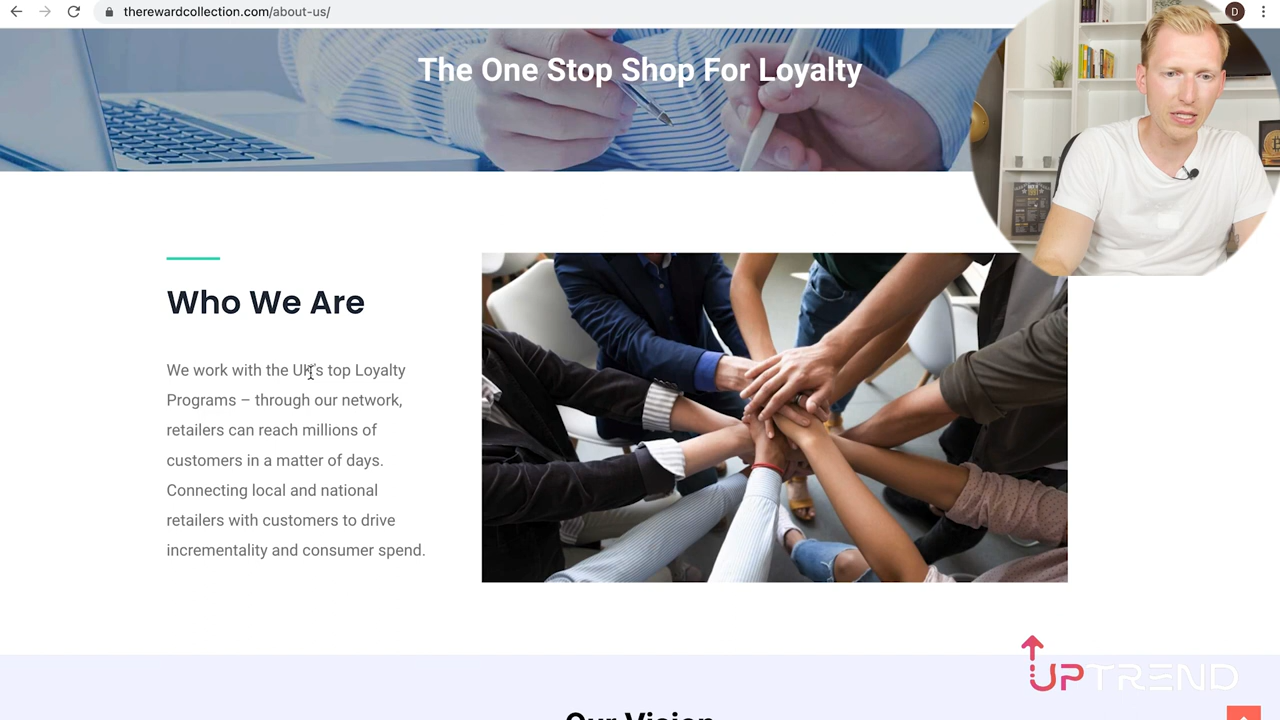 therewardcollection.com/about-us/
D
The One Stop Shop For Loyalty
Who We Are
We work with the UK's top Loyalty
Programs – through our network,
retailers can reach millions of
customers in a matter of days.
Connecting local and national
retailers with customers to drive
incrementality and consumer spend.
UPTREND
Our Vision